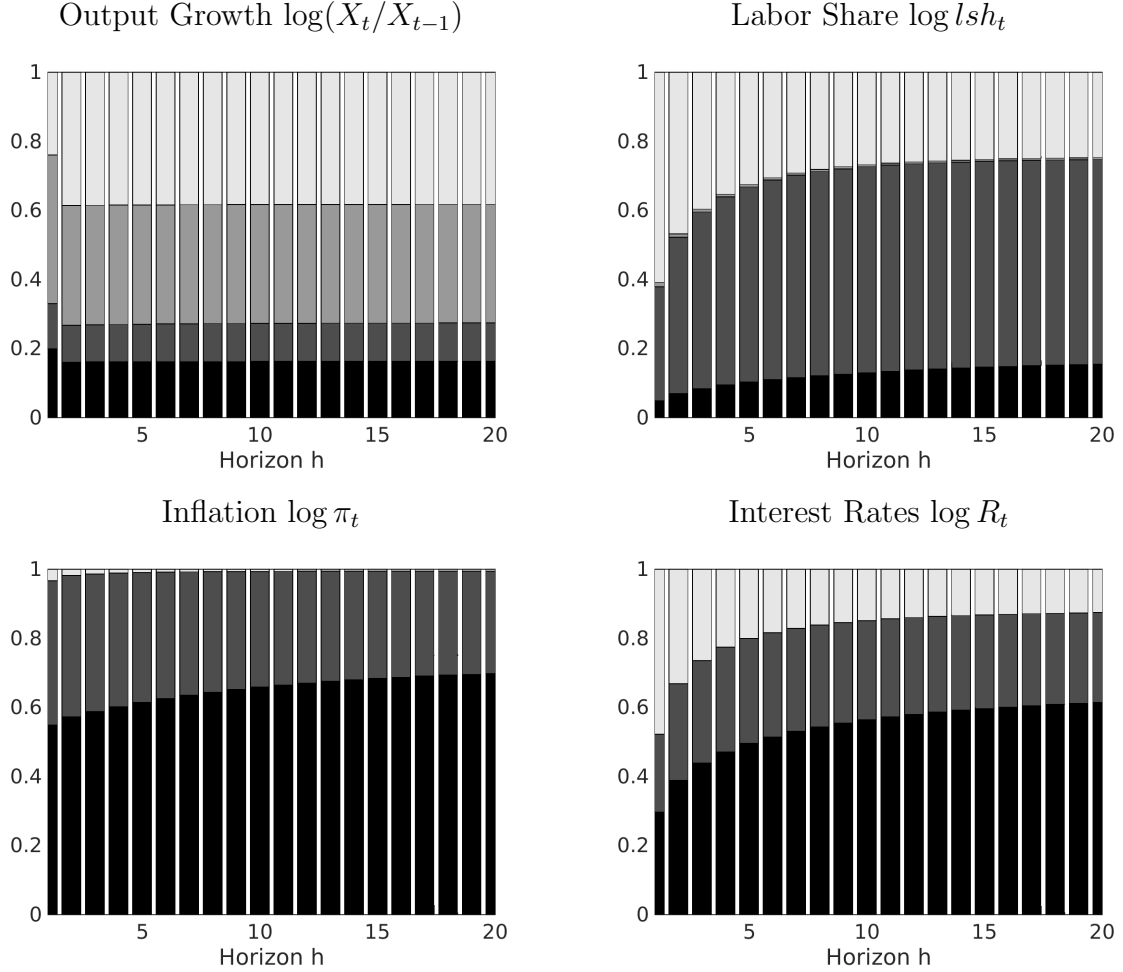 Output Growth log(X_t/X_{t−1})
1
0.8
0.6
0.4
0.2
0
5 10 15 20
Horizon h
Labor Share log lsh_t
1
0.8
0.6
0.4
0.2
0
5 10 15 20
Horizon h
Inflation log π_t
1
0.8
0.6
0.4
0.2
0
5 10 15 20
Horizon h
Interest Rates log R_t
1
0.8
0.6
0.4
0.2
0
5 10 15 20
Horizon h